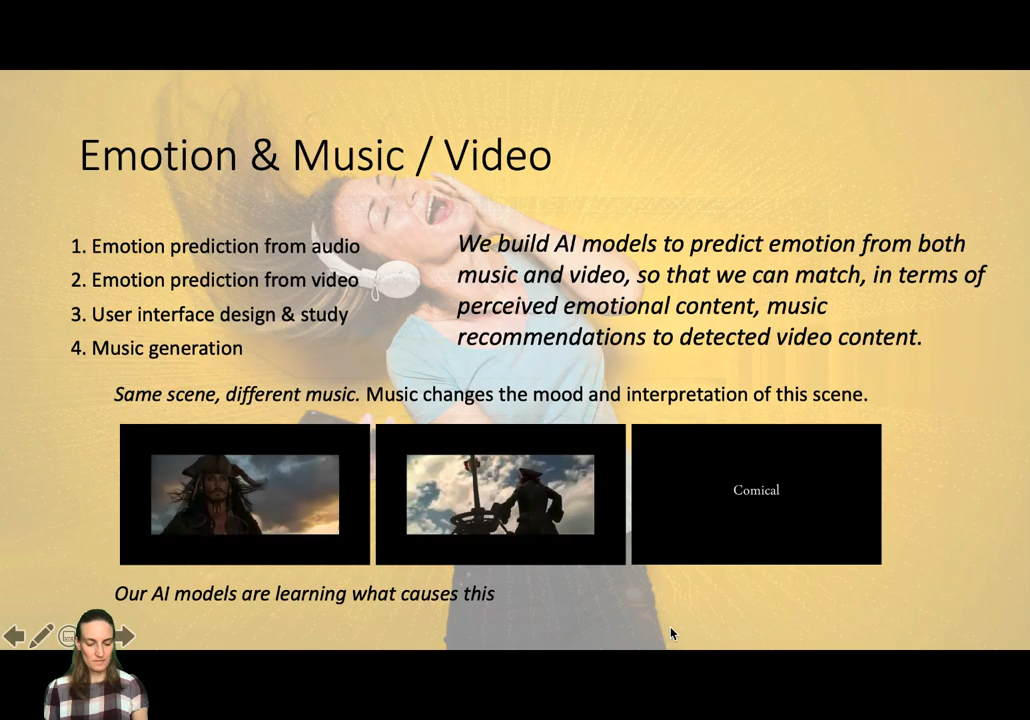 Emotion & Music / Video
1. Emotion prediction from audio
2. Emotion prediction from video
3. User interface design & study
4. Music generation
We build AI models to predict emotion from both
music and video, so that we can match, in terms of
perceived emotional content, music
recommendations to detected video content.
Same scene, different music. Music changes the mood and interpretation of this scene.
Comical
Our AI models are learning what causes this